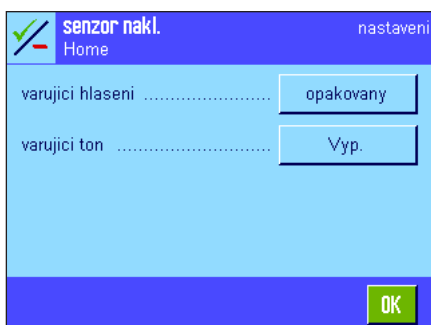 senzor nakl. nastaveni
Home
varujici hlaseni ........................ opakovany
varujici ton ............................. Vyp.
OK